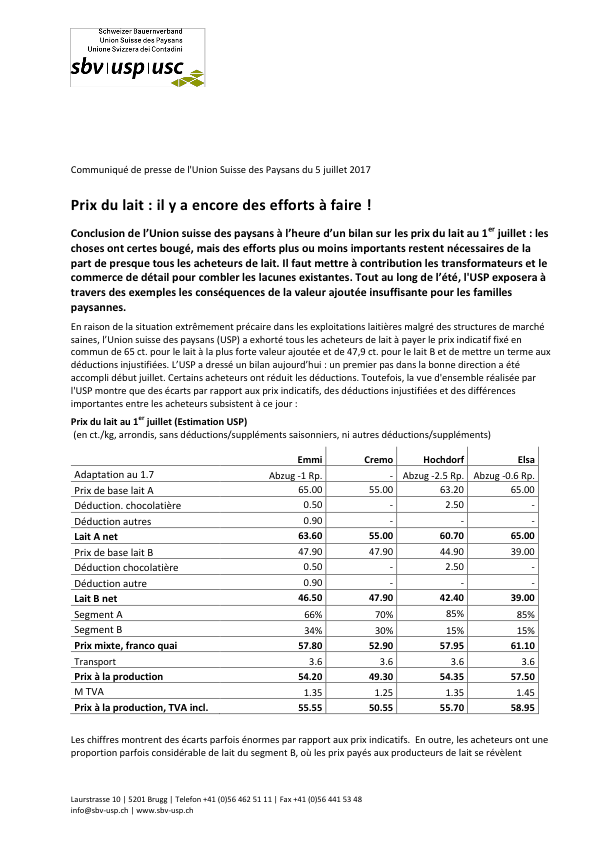 Schweizer Bauernverband
Union Suisse des Paysans
Unione Svizzera dei Contadini
sbv|usp|usc
Communiqué de presse de l'Union Suisse des Paysans du 5 juillet 2017
Prix du lait : il y a encore des efforts à faire !
Conclusion de l’Union suisse des paysans à l’heure d’un bilan sur les prix du lait au 1er juillet : les
choses ont certes bougé, mais des efforts plus ou moins importants restent nécessaires de la
part de presque tous les acheteurs de lait. Il faut mettre à contribution les transformateurs et le
commerce de détail pour combler les lacunes existantes. Tout au long de l’été, l'USP exposera à
travers des exemples les conséquences de la valeur ajoutée insuffisante pour les familles
paysannes.
En raison de la situation extrêmement précaire dans les exploitations laitières malgré des structures de marché
saines, l’Union suisse des paysans (USP) a exhorté tous les acheteurs de lait à payer le prix indicatif fixé en
commun de 65 ct. pour le lait à la plus forte valeur ajoutée et de 47,9 ct. pour le lait B et de mettre un terme aux
déductions injustifiées. L’USP a dressé un bilan aujourd’hui : un premier pas dans la bonne direction a été
accompli début juillet. Certains acheteurs ont réduit les déductions. Toutefois, la vue d'ensemble réalisée par
l'USP montre que des écarts par rapport aux prix indicatifs, des déductions injustifiées et des différences
importantes entre les acheteurs subsistent à ce jour :
Prix du lait au 1er juillet (Estimation USP)
(en ct./kg, arrondis, sans déductions/suppléments saisonniers, ni autres déductions/suppléments)
Emmi Cremo Hochdorf Elsa
Adaptation au 1.7 Abzug -1 Rp. - Abzug -2.5 Rp. Abzug -0.6 Rp.
Prix de base lait A 65.00 55.00 63.20 65.00
Déduction. chocolatière 0.50 - 2.50 -
Déduction autres 0.90 - - -
Lait A net 63.60 55.00 60.70 65.00
Prix de base lait B 47.90 47.90 44.90 39.00
Déduction chocolatière 0.50 - 2.50 -
Déduction autre 0.90 - - -
Lait B net 46.50 47.90 42.40 39.00
Segment A 66% 70% 85% 85%
Segment B 34% 30% 15% 15%
Prix mixte, franco quai 57.80 52.90 57.95 61.10
Transport 3.6 3.6 3.6 3.6
Prix à la production 54.20 49.30 54.35 57.50
M TVA 1.35 1.25 1.35 1.45
Prix à la production, TVA incl. 55.55 50.55 55.70 58.95
Les chiffres montrent des écarts parfois énormes par rapport aux prix indicatifs. En outre, les acheteurs ont une
proportion parfois considérable de lait du segment B, où les prix payés aux producteurs de lait se révèlent
Laurstrasse 10 | 5201 Brugg | Telefon +41 (0)56 462 51 11 | Fax +41 (0)56 441 53 48
info@sbv-usp.ch | www.sbv-usp.ch